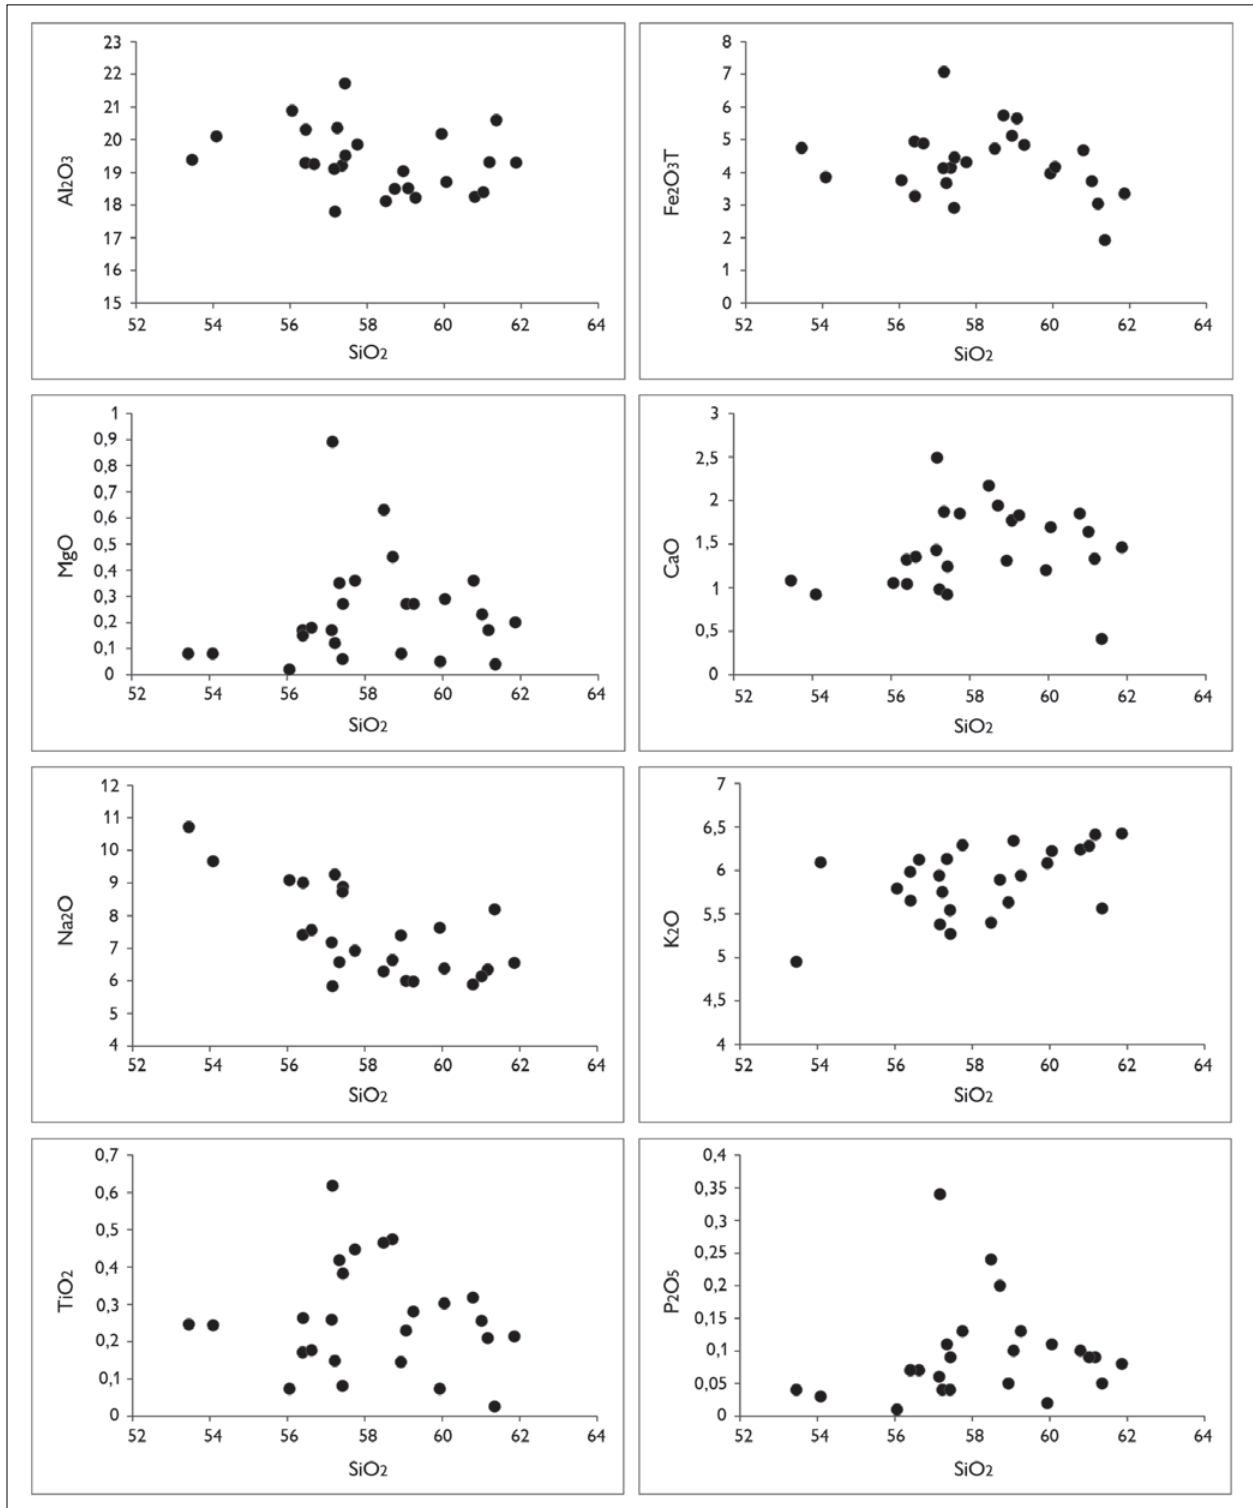 23
22
21
20
19
18
17
16
15
Al2O3
52 54 56 58 60 62 64
SiO2
8
7
6
5
4
3
2
1
0
Fe2O3T
52 54 56 58 60 62 64
SiO2
1
0,9
0,8
0,7
0,6
0,5
0,4
0,3
0,2
0,1
0
MgO
52 54 56 58 60 62 64
SiO2
3
2,5
2
1,5
1
0,5
0
CaO
52 54 56 58 60 62 64
SiO2
12
11
10
9
8
7
6
5
4
Na2O
52 54 56 58 60 62 64
SiO2
7
6,5
6
5,5
5
4,5
4
K2O
52 54 56 58 60 62 64
SiO2
0,7
0,6
0,5
0,4
0,3
0,2
0,1
0
TiO2
52 54 56 58 60 62 64
SiO2
0,4
0,35
0,3
0,25
0,2
0,15
0,1
0,05
0
P2O5
52 54 56 58 60 62 64
SiO2